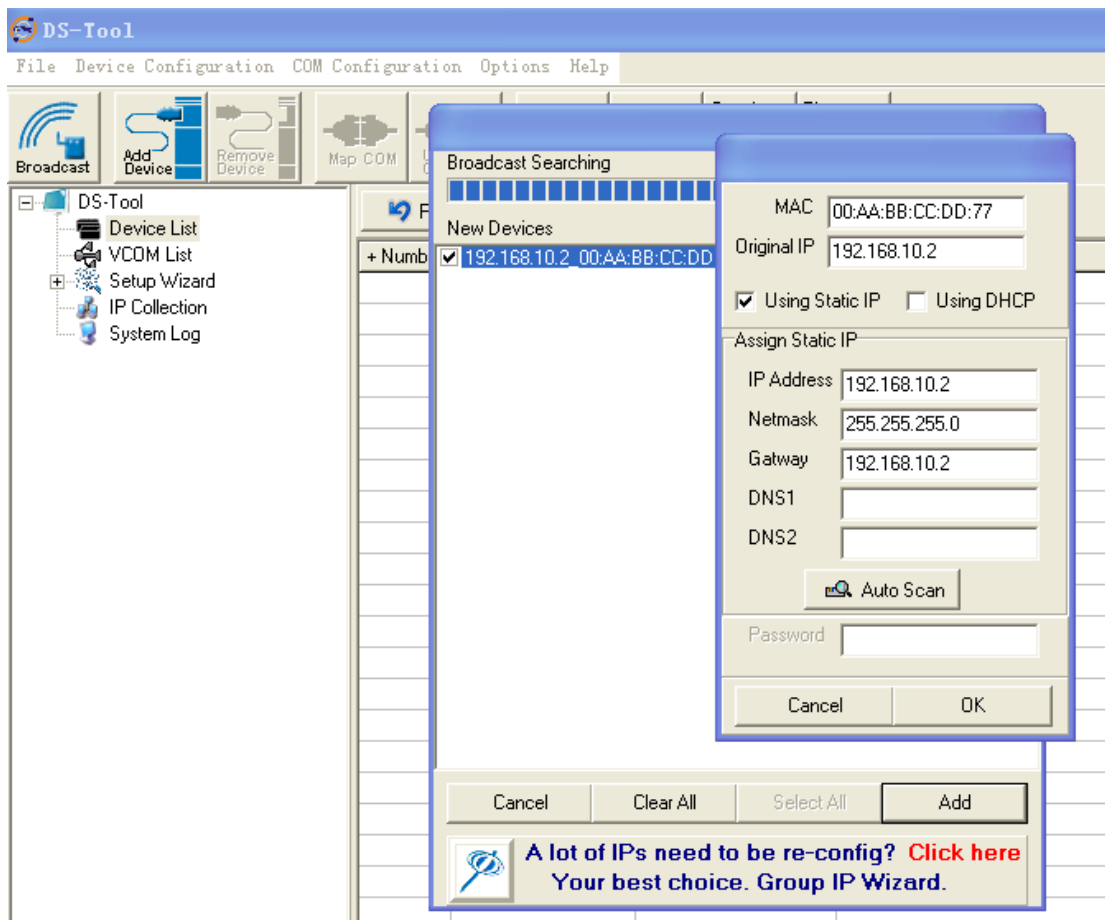 DS-Tool
File Device Configuration COM Configuration Options Help
Broadcast
Add Device
Remove Device
Map COM
DS-Tool
Device List
VCOM List
Setup Wizard
IP Collection
System Log
+ Numb
Broadcast Searching
New Devices
192.168.10.2_00:AA:BB:CC:DD
MAC 00:AA:BB:CC:DD:77
Original IP 192.168.10.2
Using Static IP Using DHCP
Assign Static IP
IP Address 192.168.10.2
Netmask 255.255.255.0
Gatway 192.168.10.2
DNS1
DNS2
Auto Scan
Password
Cancel OK
Cancel Clear All Select All Add
A lot of IPs need to be re-config? Click here
Your best choice. Group IP Wizard.